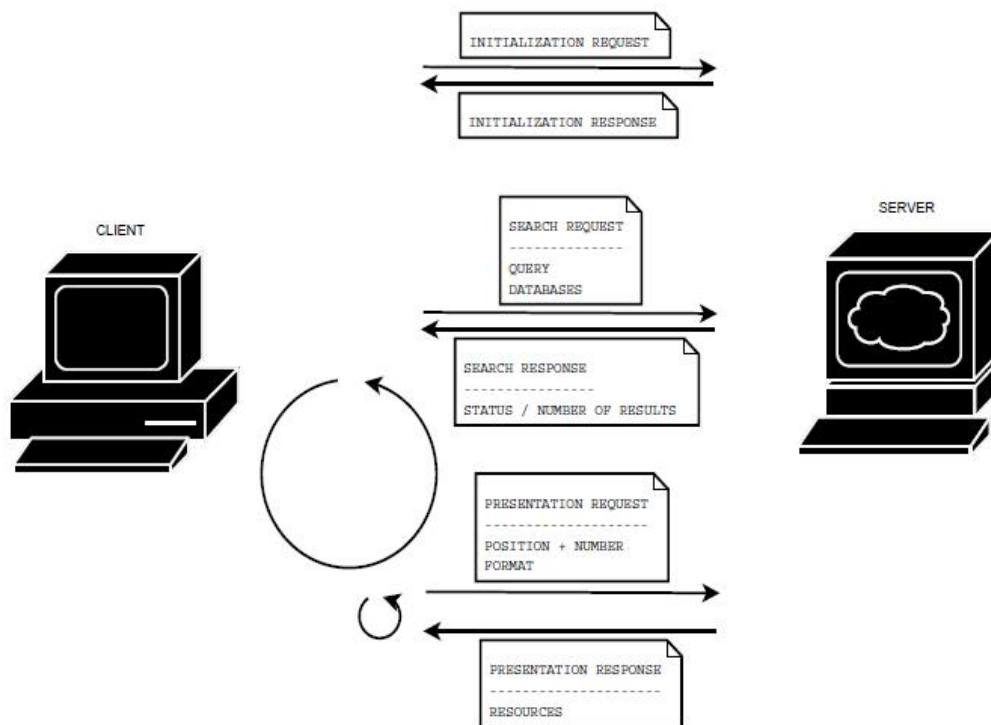 INITIALIZATION REQUEST
INITIALIZATION RESPONSE
CLIENT
SERVER
SEARCH REQUEST
--------------
QUERY
DATABASES
SEARCH RESPONSE
----------------
STATUS / NUMBER OF RESULTS
PRESENTATION REQUEST
--------------------
POSITION + NUMBER
FORMAT
PRESENTATION RESPONSE
---------------------
RESOURCES